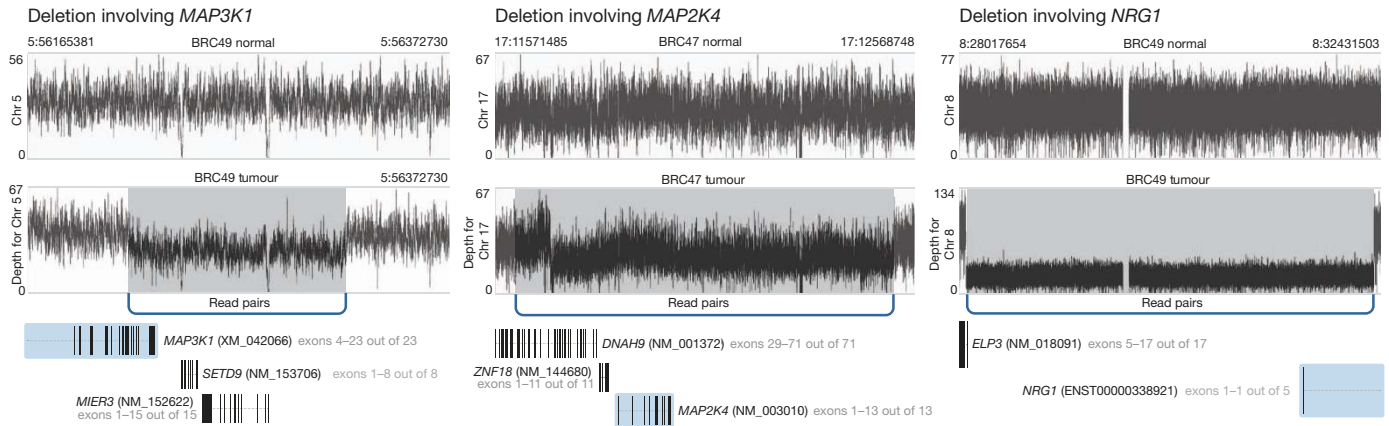 Deletion involving MAP3K1
5:56165381 BRC49 normal 5:56372730
56
Chr 5
0
BRC49 tumour 5:56372730
67
Depth for Chr 5
0
Read pairs
MAP3K1 (XM_042066) exons 4–23 out of 23
SETD9 (NM_153706) exons 1–8 out of 8
MIER3 (NM_152622)
exons 1–15 out of 15
Deletion involving MAP2K4
17:11571485 BRC47 normal 17:12568748
67
Chr 17
0
BRC47 tumour
67
Depth for
Chr 17
0
Read pairs
DNAH9 (NM_001372) exons 29–71 out of 71
ZNF18 (NM_144680)
exons 1–11 out of 11
MAP2K4 (NM_003010) exons 1–13 out of 13
Deletion involving NRG1
8:28017654 BRC49 normal 8:32431503
77
Chr 8
0
BRC49 tumour
134
Depth for
Chr 8
0
Read pairs
ELP3 (NM_018091) exons 5–17 out of 17
NRG1 (ENST00000338921) exons 1–1 out of 5